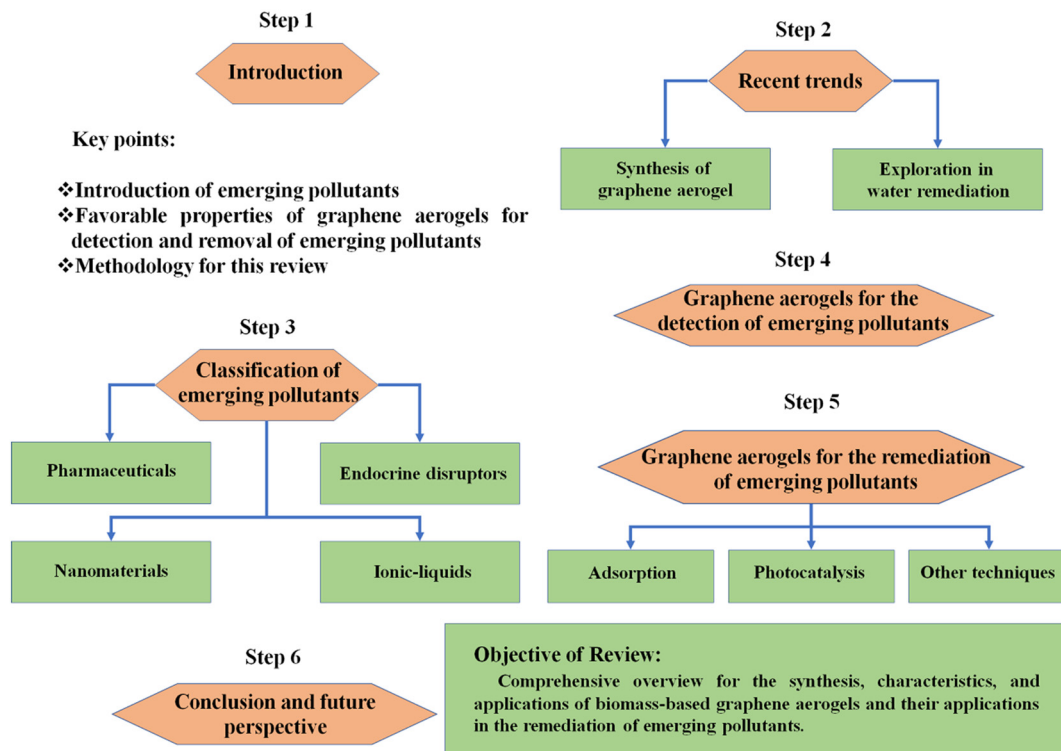 Step 1
Introduction
Key points:
❖Introduction of emerging pollutants
❖Favorable properties of graphene aerogels for
detection and removal of emerging pollutants
❖Methodology for this review
Step 2
Recent trends
Synthesis of
graphene aerogel
Exploration in
water remediation
Step 3
Classification of
emerging pollutants
Pharmaceuticals
Endocrine disruptors
Nanomaterials
Ionic-liquids
Step 4
Graphene aerogels for the
detection of emerging pollutants
Step 5
Graphene aerogels for the remediation
of emerging pollutants
Adsorption
Photocatalysis
Other techniques
Step 6
Conclusion and future
perspective
Objective of Review:
Comprehensive overview for the synthesis, characteristics, and
applications of biomass-based graphene aerogels and their applications
in the remediation of emerging pollutants.